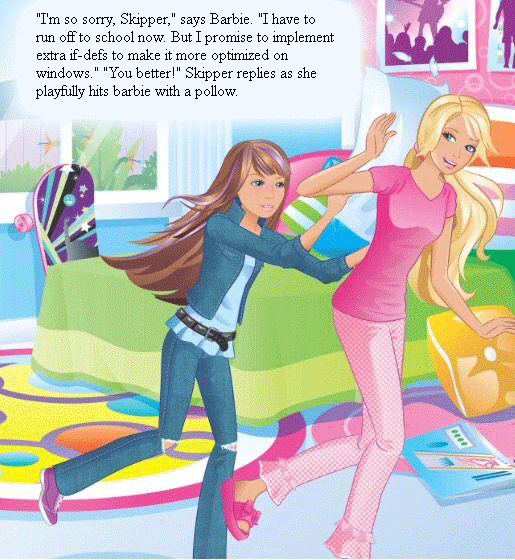 "I'm so sorry, Skipper," says Barbie. "I have to
run off to school now. But I promise to implement
extra if-defs to make it more optimized on
windows." "You better!" Skipper replies as she
playfully hits barbie with a pollow.